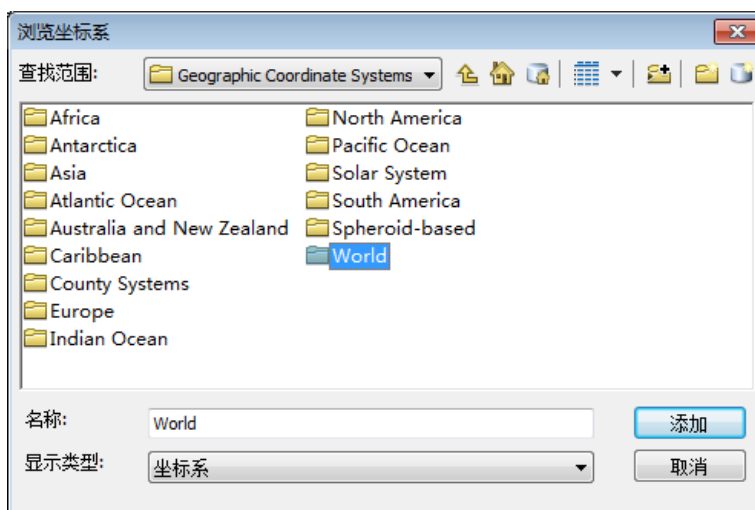 浏览坐标系
查找范围: Geographic Coordinate Systems
Africa
Antarctica
Asia
Atlantic Ocean
Australia and New Zealand
Caribbean
County Systems
Europe
Indian Ocean
North America
Pacific Ocean
Solar System
South America
Spheroid-based
World
名称: World 添加
显示类型: 坐标系 取消